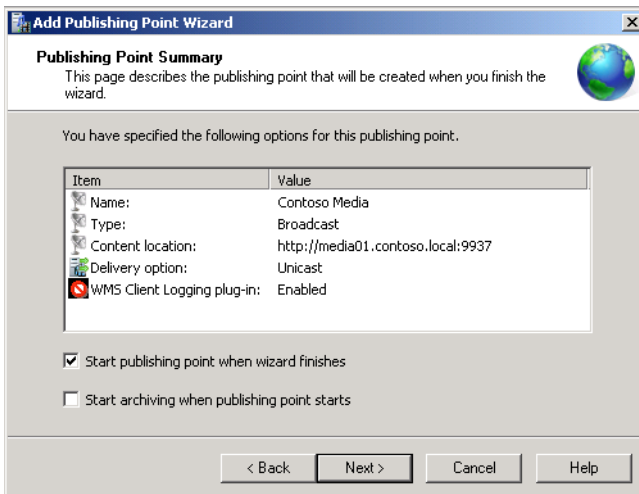 Add Publishing Point Wizard
Publishing Point Summary
This page describes the publishing point that will be created when you finish the
wizard.
You have specified the following options for this publishing point.
Item Value
Name: Contoso Media
Type: Broadcast
Content location: http://media01.contoso.local:9937
Delivery option: Unicast
WMS Client Logging plug-in: Enabled
Start publishing point when wizard finishes
Start archiving when publishing point starts
< Back Next > Cancel Help